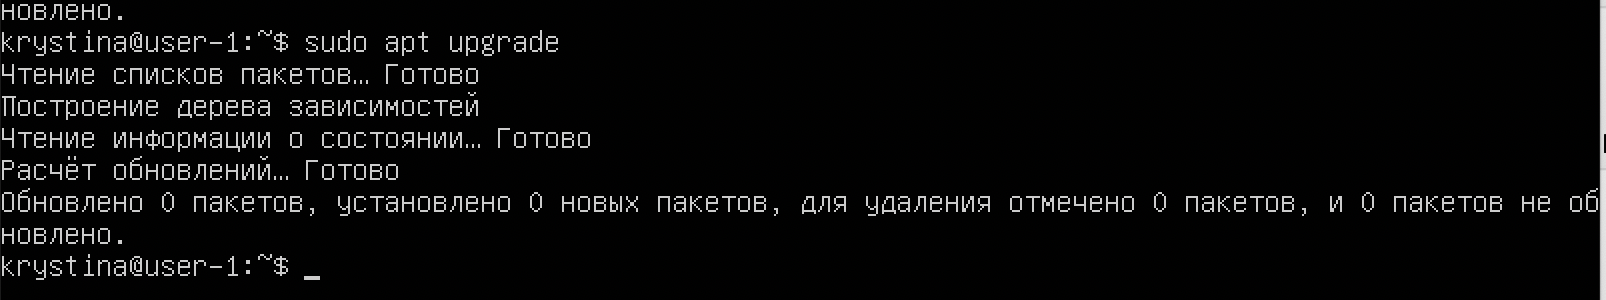 новлено.
krystina@user-1:~$ sudo apt upgrade
Чтение списков пакетов… Готово
Построение дерева зависимостей
Чтение информации о состоянии… Готово
Расчёт обновлений… Готово
Обновлено 0 пакетов, установлено 0 новых пакетов, для удаления отмечено 0 пакетов, и 0 пакетов не об
новлено.
krystina@user-1:~$ _